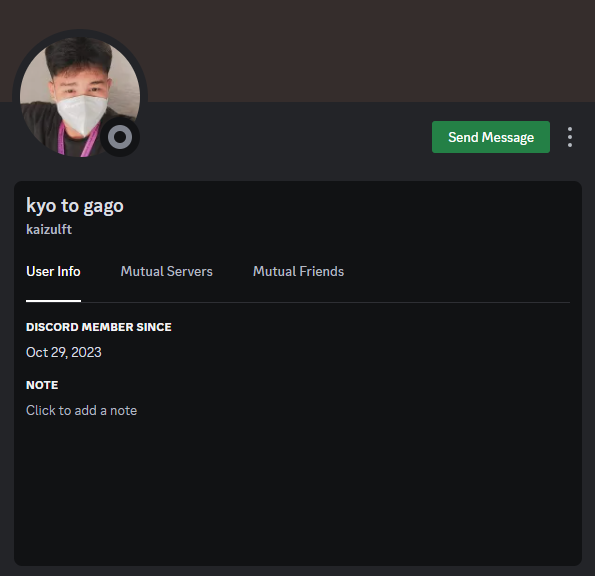 Send Message
kyo to gago
kaizulft
User Info
Mutual Servers
Mutual Friends
DISCORD MEMBER SINCE
Oct 29, 2023
NOTE
Click to add a note